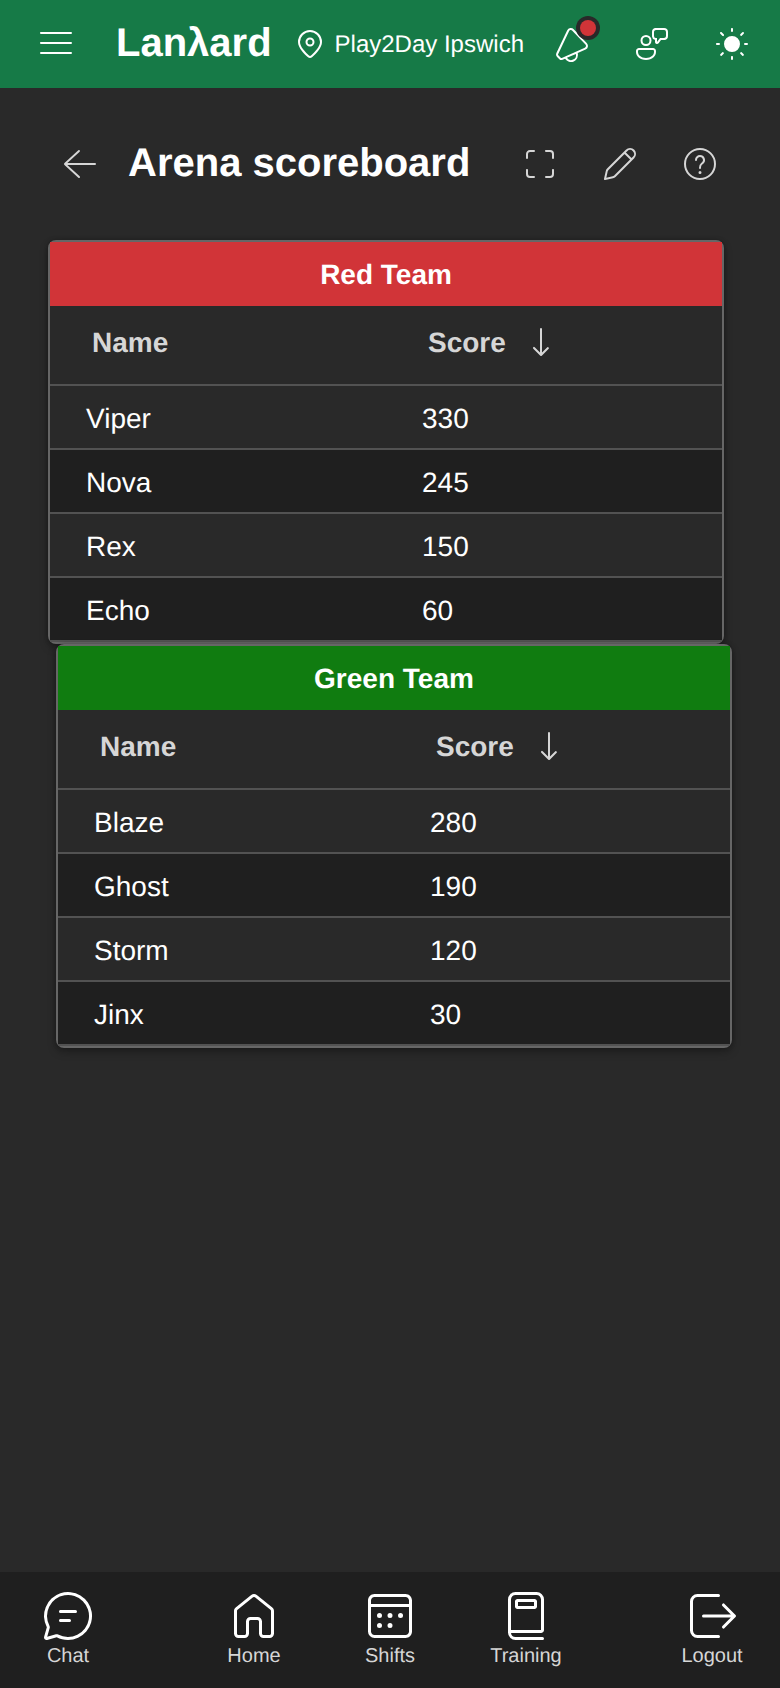 Lanλard Play2Day Ipswich
Arena scoreboard
Red Team
Name Score
Viper 330
Nova 245
Rex 150
Echo 60
Green Team
Name Score
Blaze 280
Ghost 190
Storm 120
Jinx 30
Chat Home Shifts Training Logout